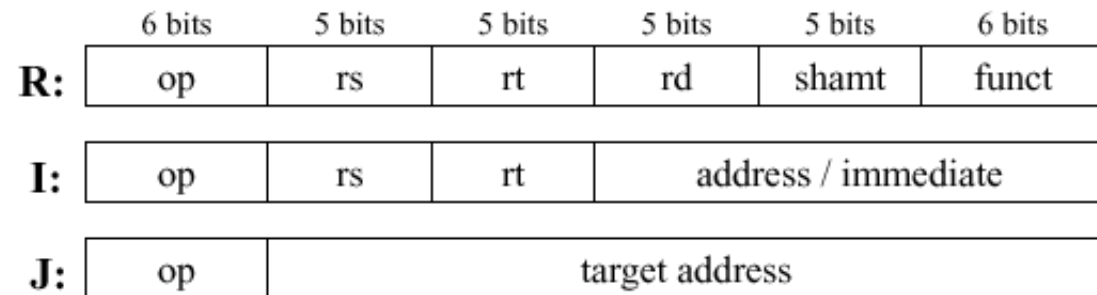 6 bits 5 bits 5 bits 5 bits 5 bits 6 bits
R: op rs rt rd shamt funct
I: op rs rt address / immediate
J: op target address